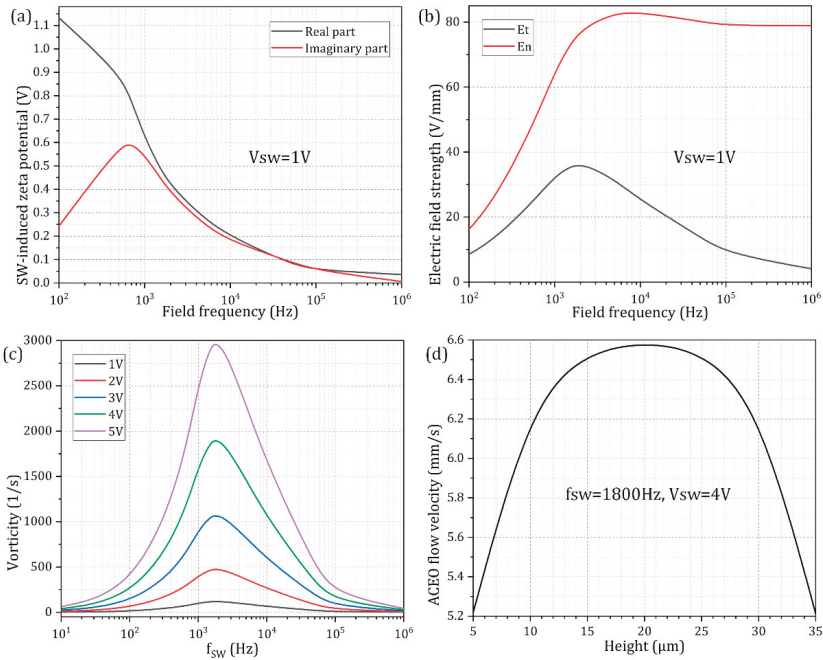 (a)
1.1
1.0
0.9
0.8
0.7
0.6
0.5
0.4
0.3
0.2
0.1
0.0
SW-induced zeta potential (V)
Real part
Imaginary part
Vsw=1V
10^2 10^3 10^4 10^5 10^6
Field frequency (Hz)
(b)
80
60
40
20
0
Electric field strength (V/mm)
Et
En
Vsw=1V
10^2 10^3 10^4 10^5 10^6
Field frequency (Hz)
(c)
3000
2500
2000
1500
1000
500
0
Vorticity (1/s)
1V
2V
3V
4V
5V
10^1 10^2 10^3 10^4 10^5 10^6
f_SW (Hz)
(d)
6.6
6.4
6.2
6.0
5.8
5.6
5.4
5.2
ACEO flow velocity (mm/s)
fsw=1800Hz, Vsw=4V
5 10 15 20 25 30 35
Height (μm)